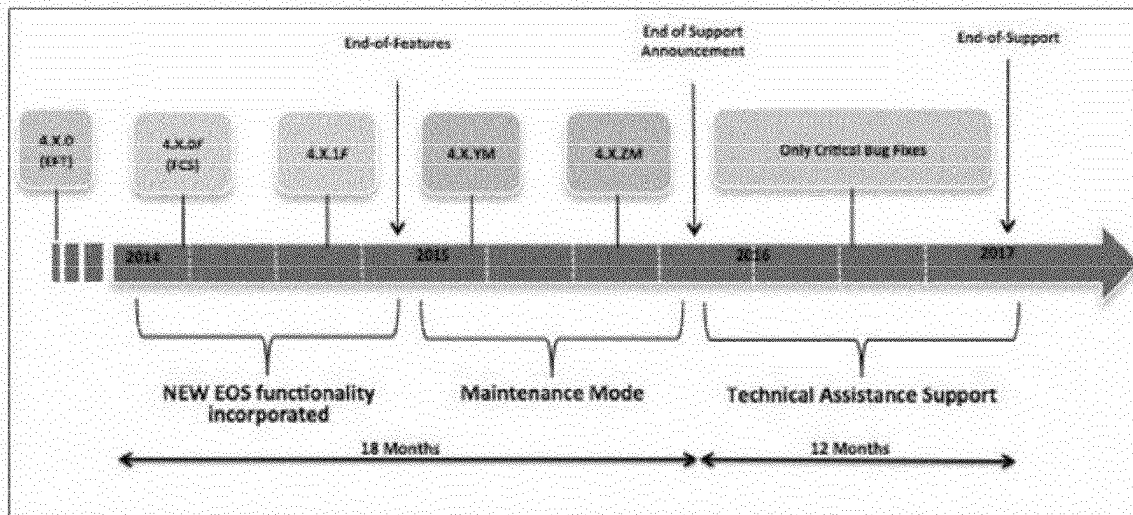 End-of-Features
End of Support
Announcement
End-of-Support
4.X.0
(EFT)
4.X.0F
(FCS)
4.X.1F
4.X.YM
4.X.ZM
Only Critical Bug Fixes
2014
2015
2016
2017
NEW EOS functionality
incorporated
Maintenance Mode
Technical Assistance Support
18 Months
12 Months